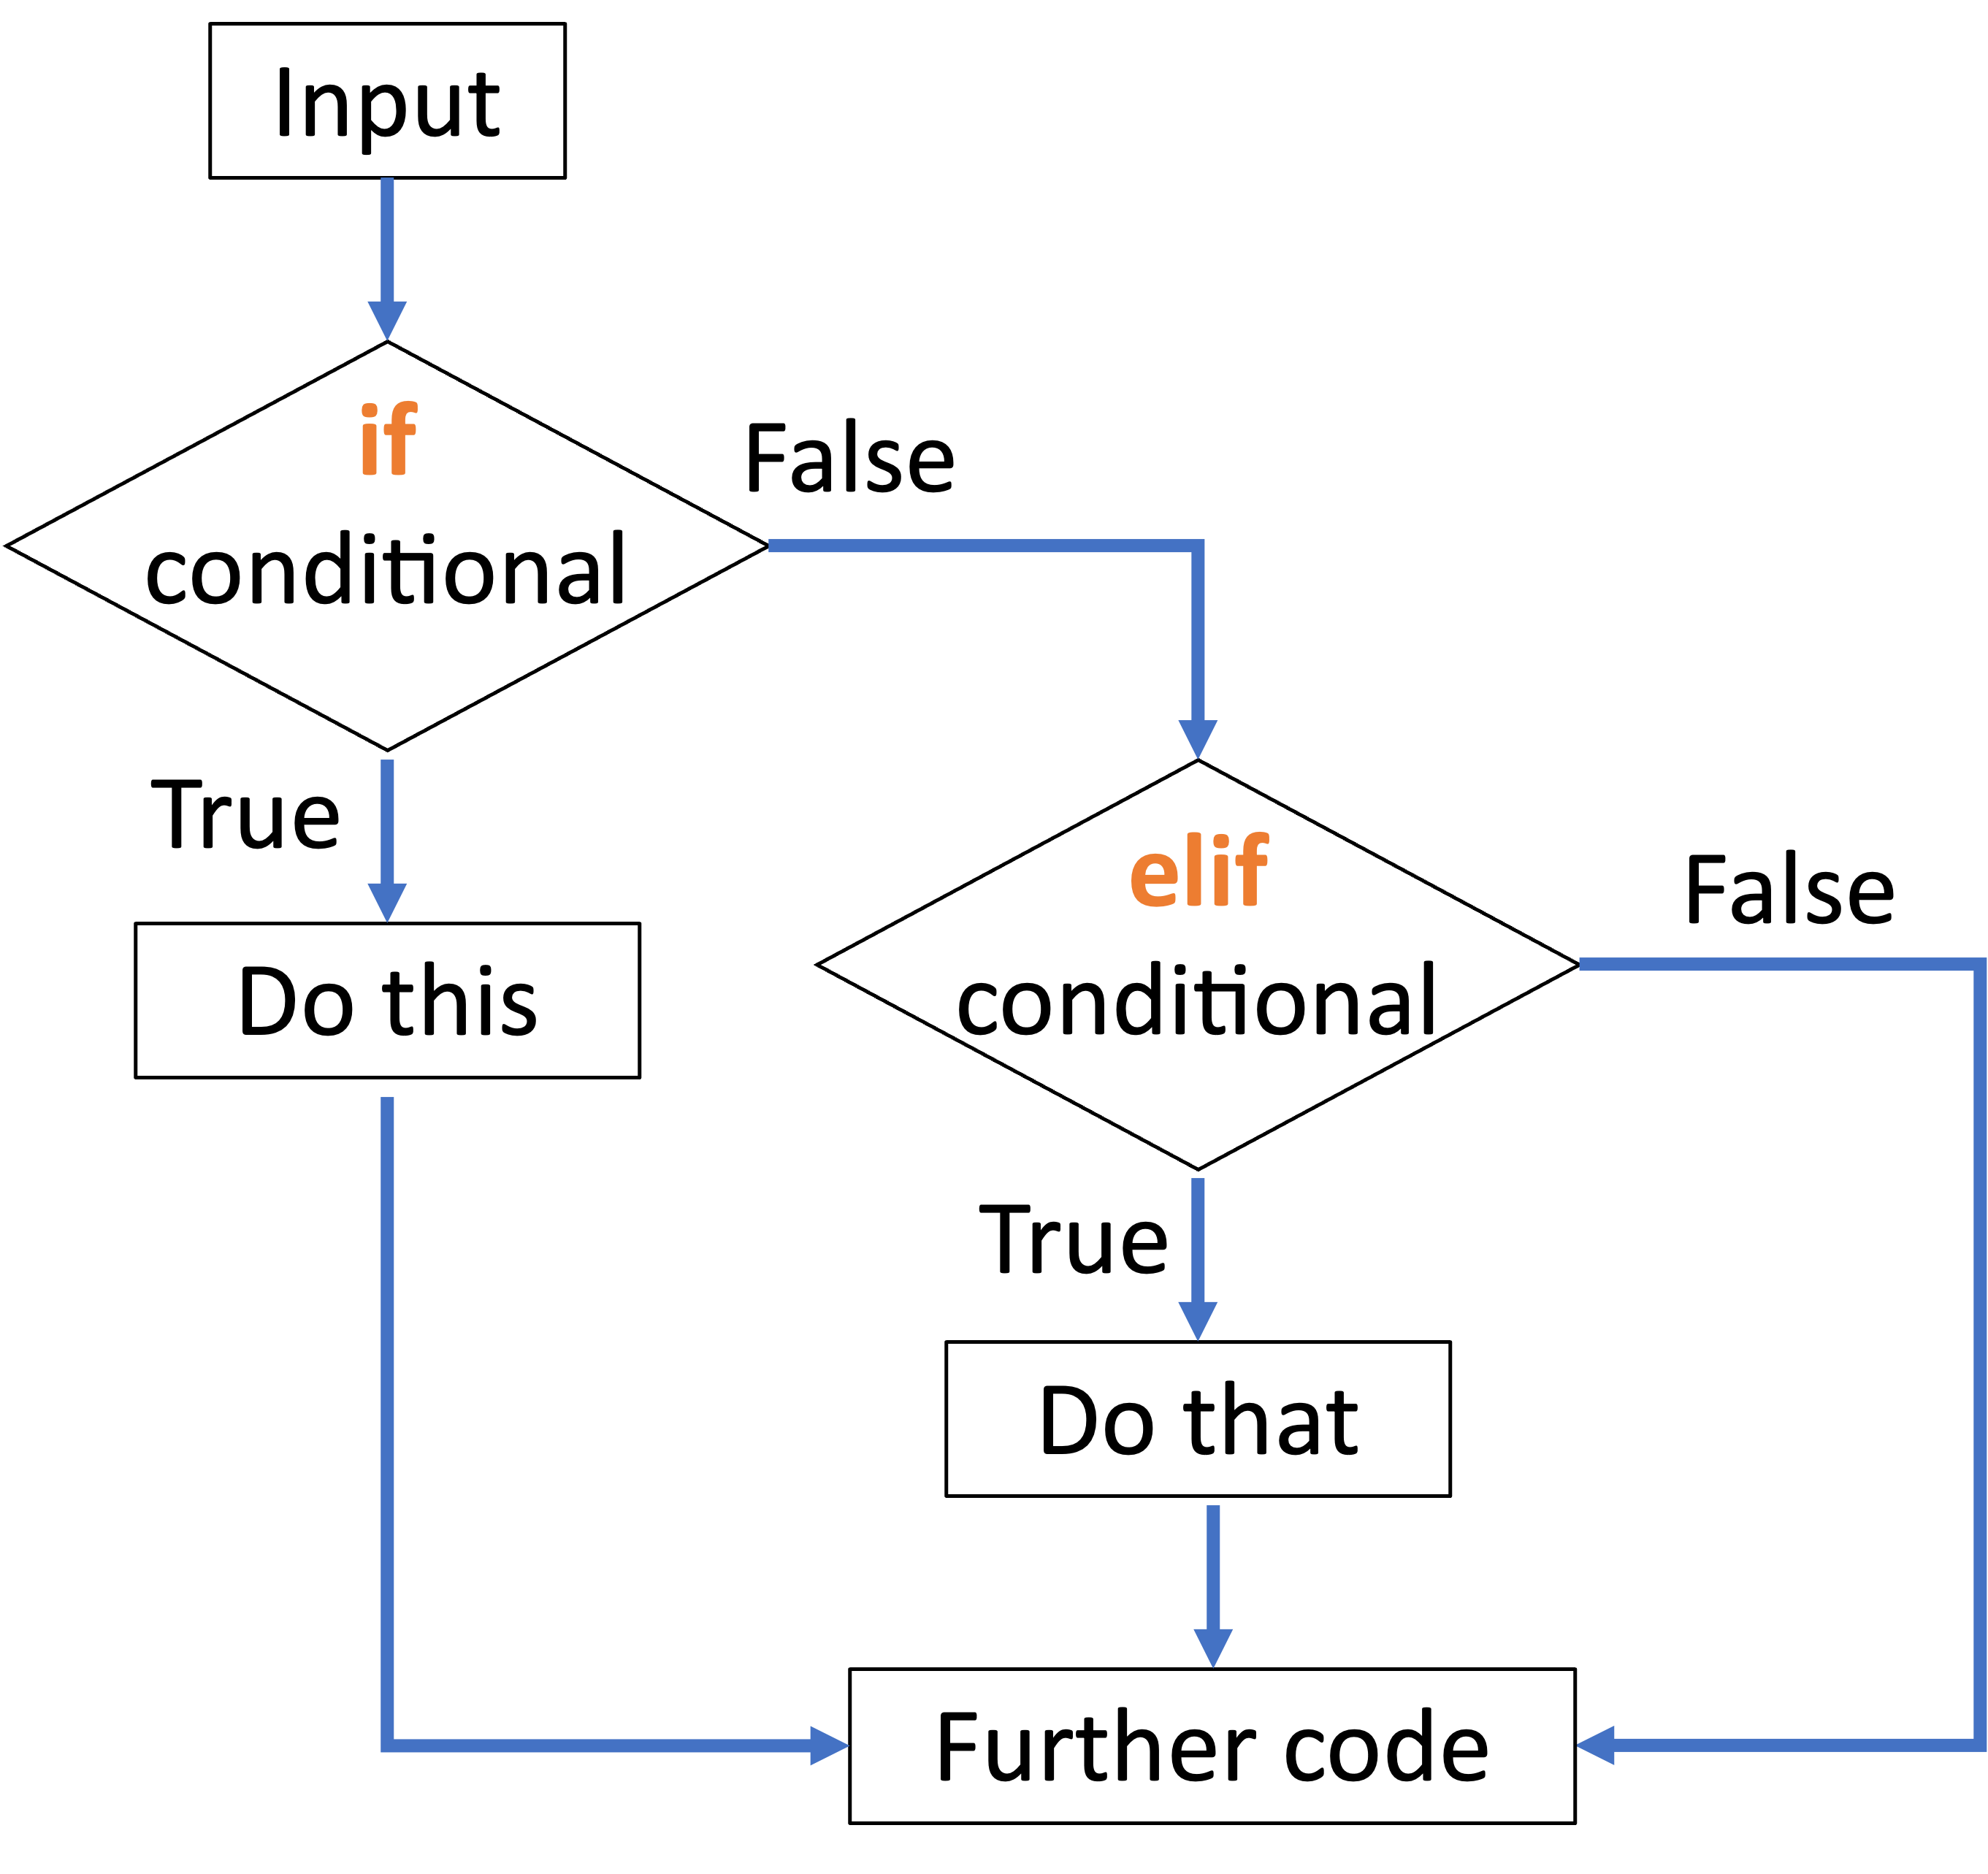 Input
if
conditional
False
True
Do this
elif
conditional
False
True
Do that
Further code